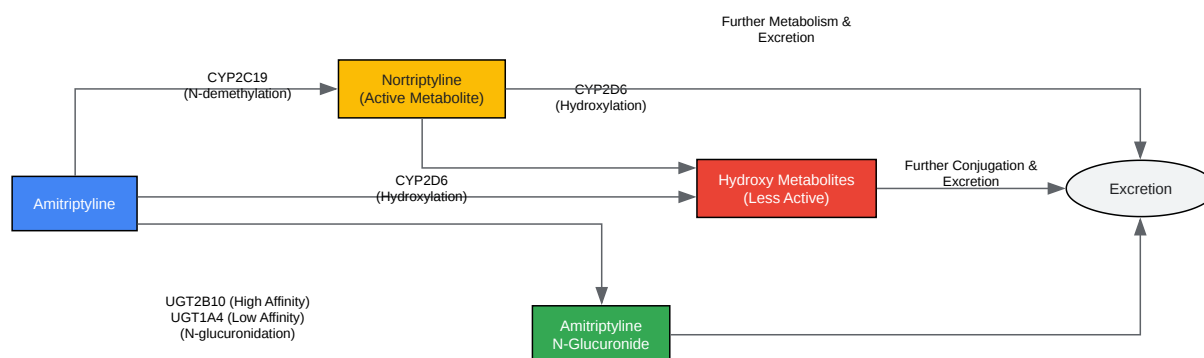 Further Metabolism &
Excretion
CYP2C19
(N-demethylation)
Nortriptyline
(Active Metabolite)
CYP2D6
(Hydroxylation)
Amitriptyline
CYP2D6
(Hydroxylation)
Hydroxy Metabolites
(Less Active)
Further Conjugation &
Excretion
Excretion
UGT2B10 (High Affinity)
UGT1A4 (Low Affinity)
(N-glucuronidation)
Amitriptyline
N-Glucuronide